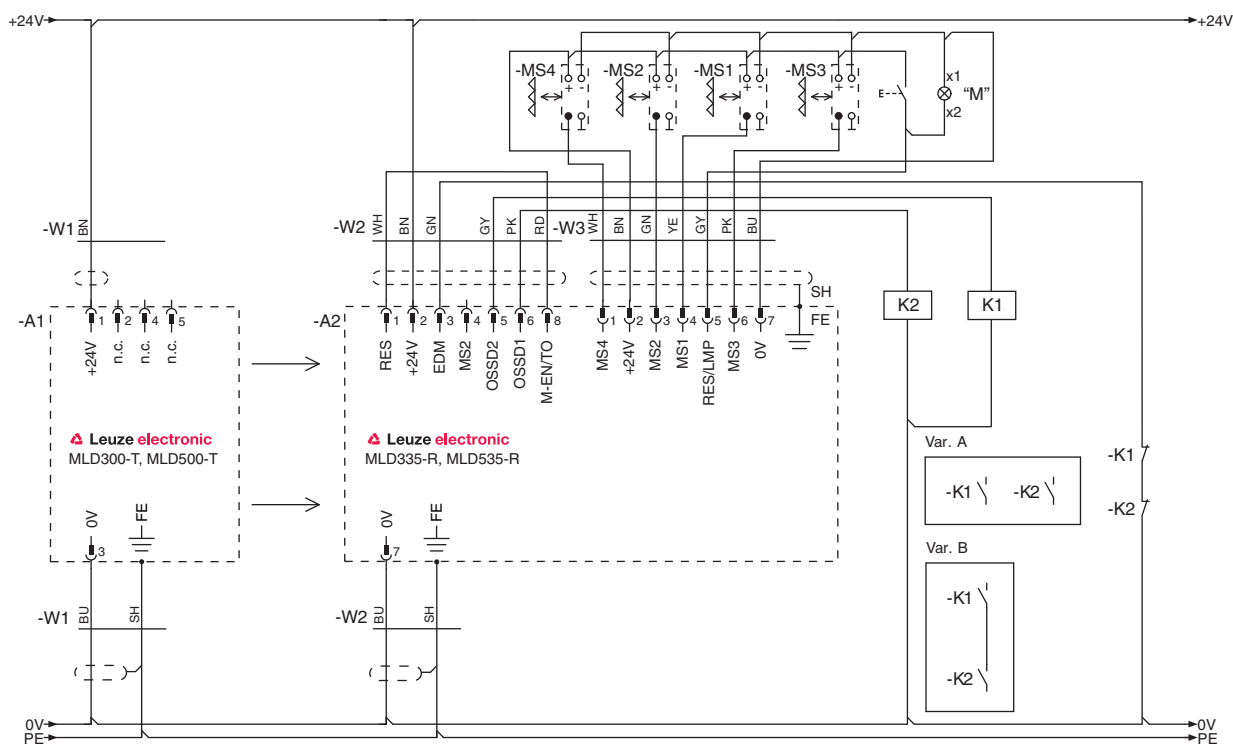 +24V
+24V
-MS4
-MS2
-MS1
-MS3
+ -
+ -
+ -
+ -
E
x1
"M"
x2
-W1
BN
-W2
WH
BN
GN
GY
PK
RD
-W3
WH
BN
GN
YE
GY
PK
BU
SH
FE
K2
K1
-A1
1
2
4
5
+24V
n.c.
n.c.
n.c.
-A2
1
2
3
4
5
6
8
RES
+24V
EDM
MS2
OSSD2
OSSD1
M-EN/TO
1
2
3
4
5
6
7
MS4
+24V
MS2
MS1
RES/LMP
MS3
0V
Leuze electronic
MLD300-T, MLD500-T
Leuze electronic
MLD335-R, MLD535-R
Var. A
-K1
-K2
-K1
-K2
Var. B
-K1
-K2
0V
FE
3
0V
FE
7
-W1
BU
SH
-W2
BU
SH
0V
PE
0V
PE